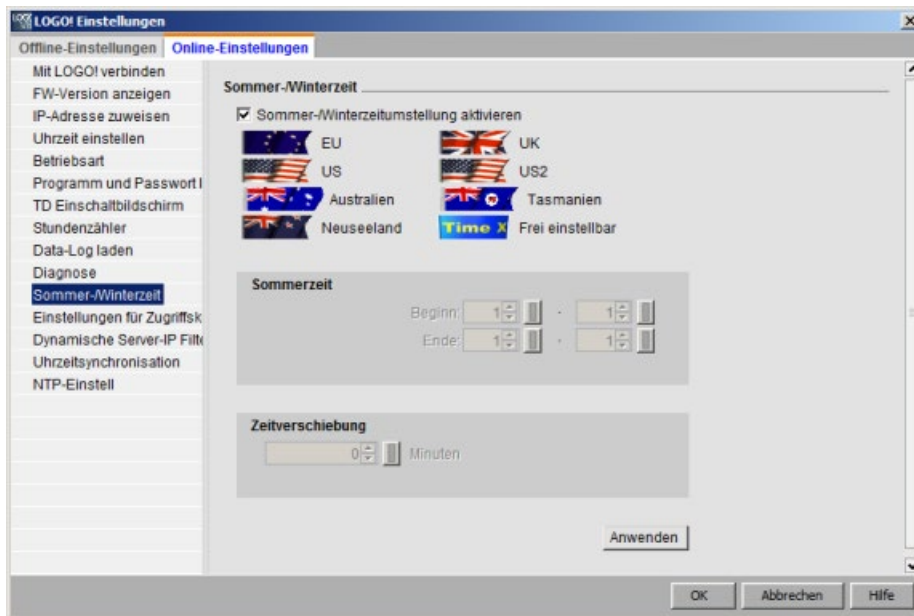 LOGO! Einstellungen
Offline-Einstellungen Online-Einstellungen
Mit LOGO! verbinden
FW-Version anzeigen
IP-Adresse zuweisen
Uhrzeit einstellen
Betriebsart
Programm und Passwort l
TD Einschaltbildschirm
Stundenzähler
Data-Log laden
Diagnose
Sommer-/Winterzeit
Einstellungen für Zugriffsk
Dynamische Server-IP Filte
Uhrzeitsynchronisation
NTP-Einstell
Sommer-/Winterzeit
Sommer-/Winterzeitumstellung aktivieren
EU UK
US US2
Australien Tasmanien
Neuseeland Time X Frei einstellbar
Sommerzeit
Beginn: 1 . 1
Ende: 1 . 1
Zeitverschiebung
0 Minuten
Anwenden
OK Abbrechen Hilfe